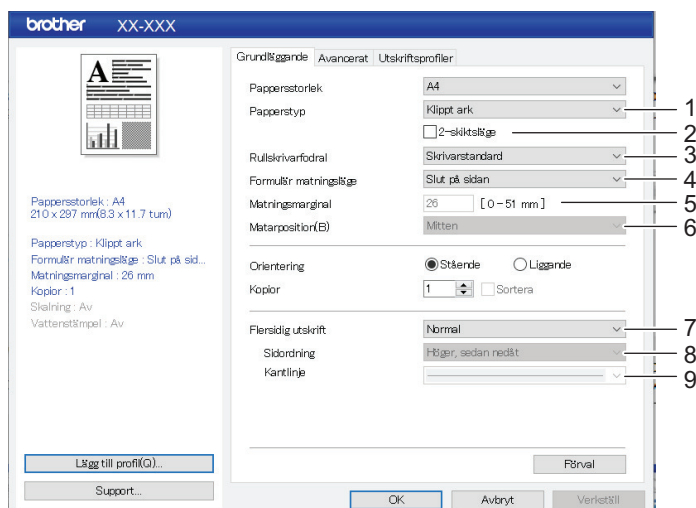 brother XX-XXX
Grundläggande Avancerat Utskriftsprofiler
A
Pappersstorlek A4
Papperstyp Klippt ark 1
2-skiktsläge 2
Rullskrivarfodral Skrivarstandard 3
Formulär matningsläge Slut på sidan 4
Matningsmarginal 26 [0-51 mm] 5
Matarposition(B) Mitten 6
Pappersstorlek : A4
210 x 297 mm(8.3 x 11.7 tum)
Papperstyp : Klippt ark
Formulär matningsläge : Slut på sid...
Matningsmarginal : 26 mm
Kopior : 1
Skalning : Av
Vattenstämpel : Av
Orientering Stående Liggande
Kopior 1 Sortera
Flersidig utskrift Normal 7
Sidordning Höger, sedan nedåt 8
Kantlinje 9
Lägg till profil(Q)... Förval
Support... OK Avbryt Verkställ